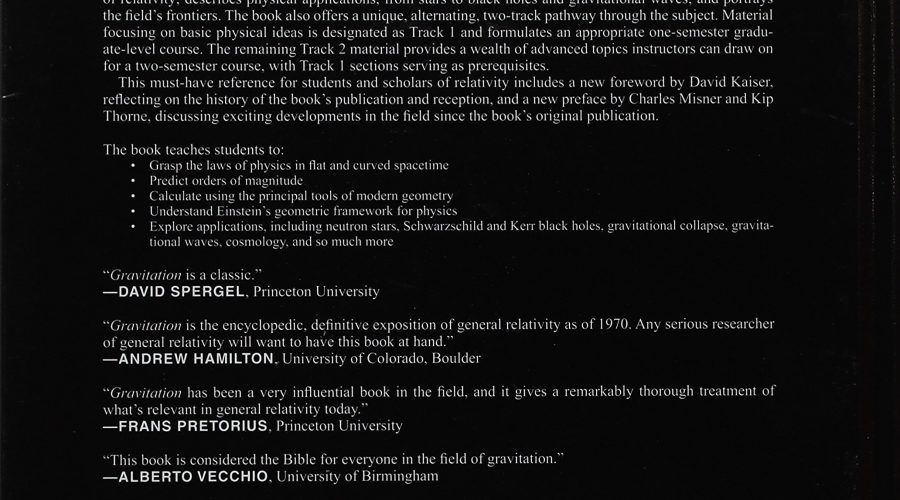 of relativity, describes physical applications, from stars to black holes and gravitational waves, and portrays
the field's frontiers. The book also offers a unique, alternating, two-track pathway through the subject. Material
focusing on basic physical ideas is designated as Track 1 and formulates an appropriate one-semester gradu-
ate-level course. The remaining Track 2 material provides a wealth of advanced topics instructors can draw on
for a two-semester course, with Track 1 sections serving as prerequisites.
This must-have reference for students and scholars of relativity includes a new foreword by David Kaiser,
reflecting on the history of the book's publication and reception, and a new preface by Charles Misner and Kip
Thorne, discussing exciting developments in the field since the book's original publication.
The book teaches students to:
• Grasp the laws of physics in flat and curved spacetime
• Predict orders of magnitude
• Calculate using the principal tools of modern geometry
• Understand Einstein's geometric framework for physics
• Explore applications, including neutron stars, Schwarzschild and Kerr black holes, gravitational collapse, gravita-
tional waves, cosmology, and so much more
“Gravitation is a classic.”
—DAVID SPERGEL, Princeton University
“Gravitation is the encyclopedic, definitive exposition of general relativity as of 1970. Any serious researcher
of general relativity will want to have this book at hand.”
—ANDREW HAMILTON, University of Colorado, Boulder
“Gravitation has been a very influential book in the field, and it gives a remarkably thorough treatment of
what's relevant in general relativity today.”
—FRANS PRETORIUS, Princeton University
“This book is considered the Bible for everyone in the field of gravitation.”
—ALBERTO VECCHIO, University of Birmingham